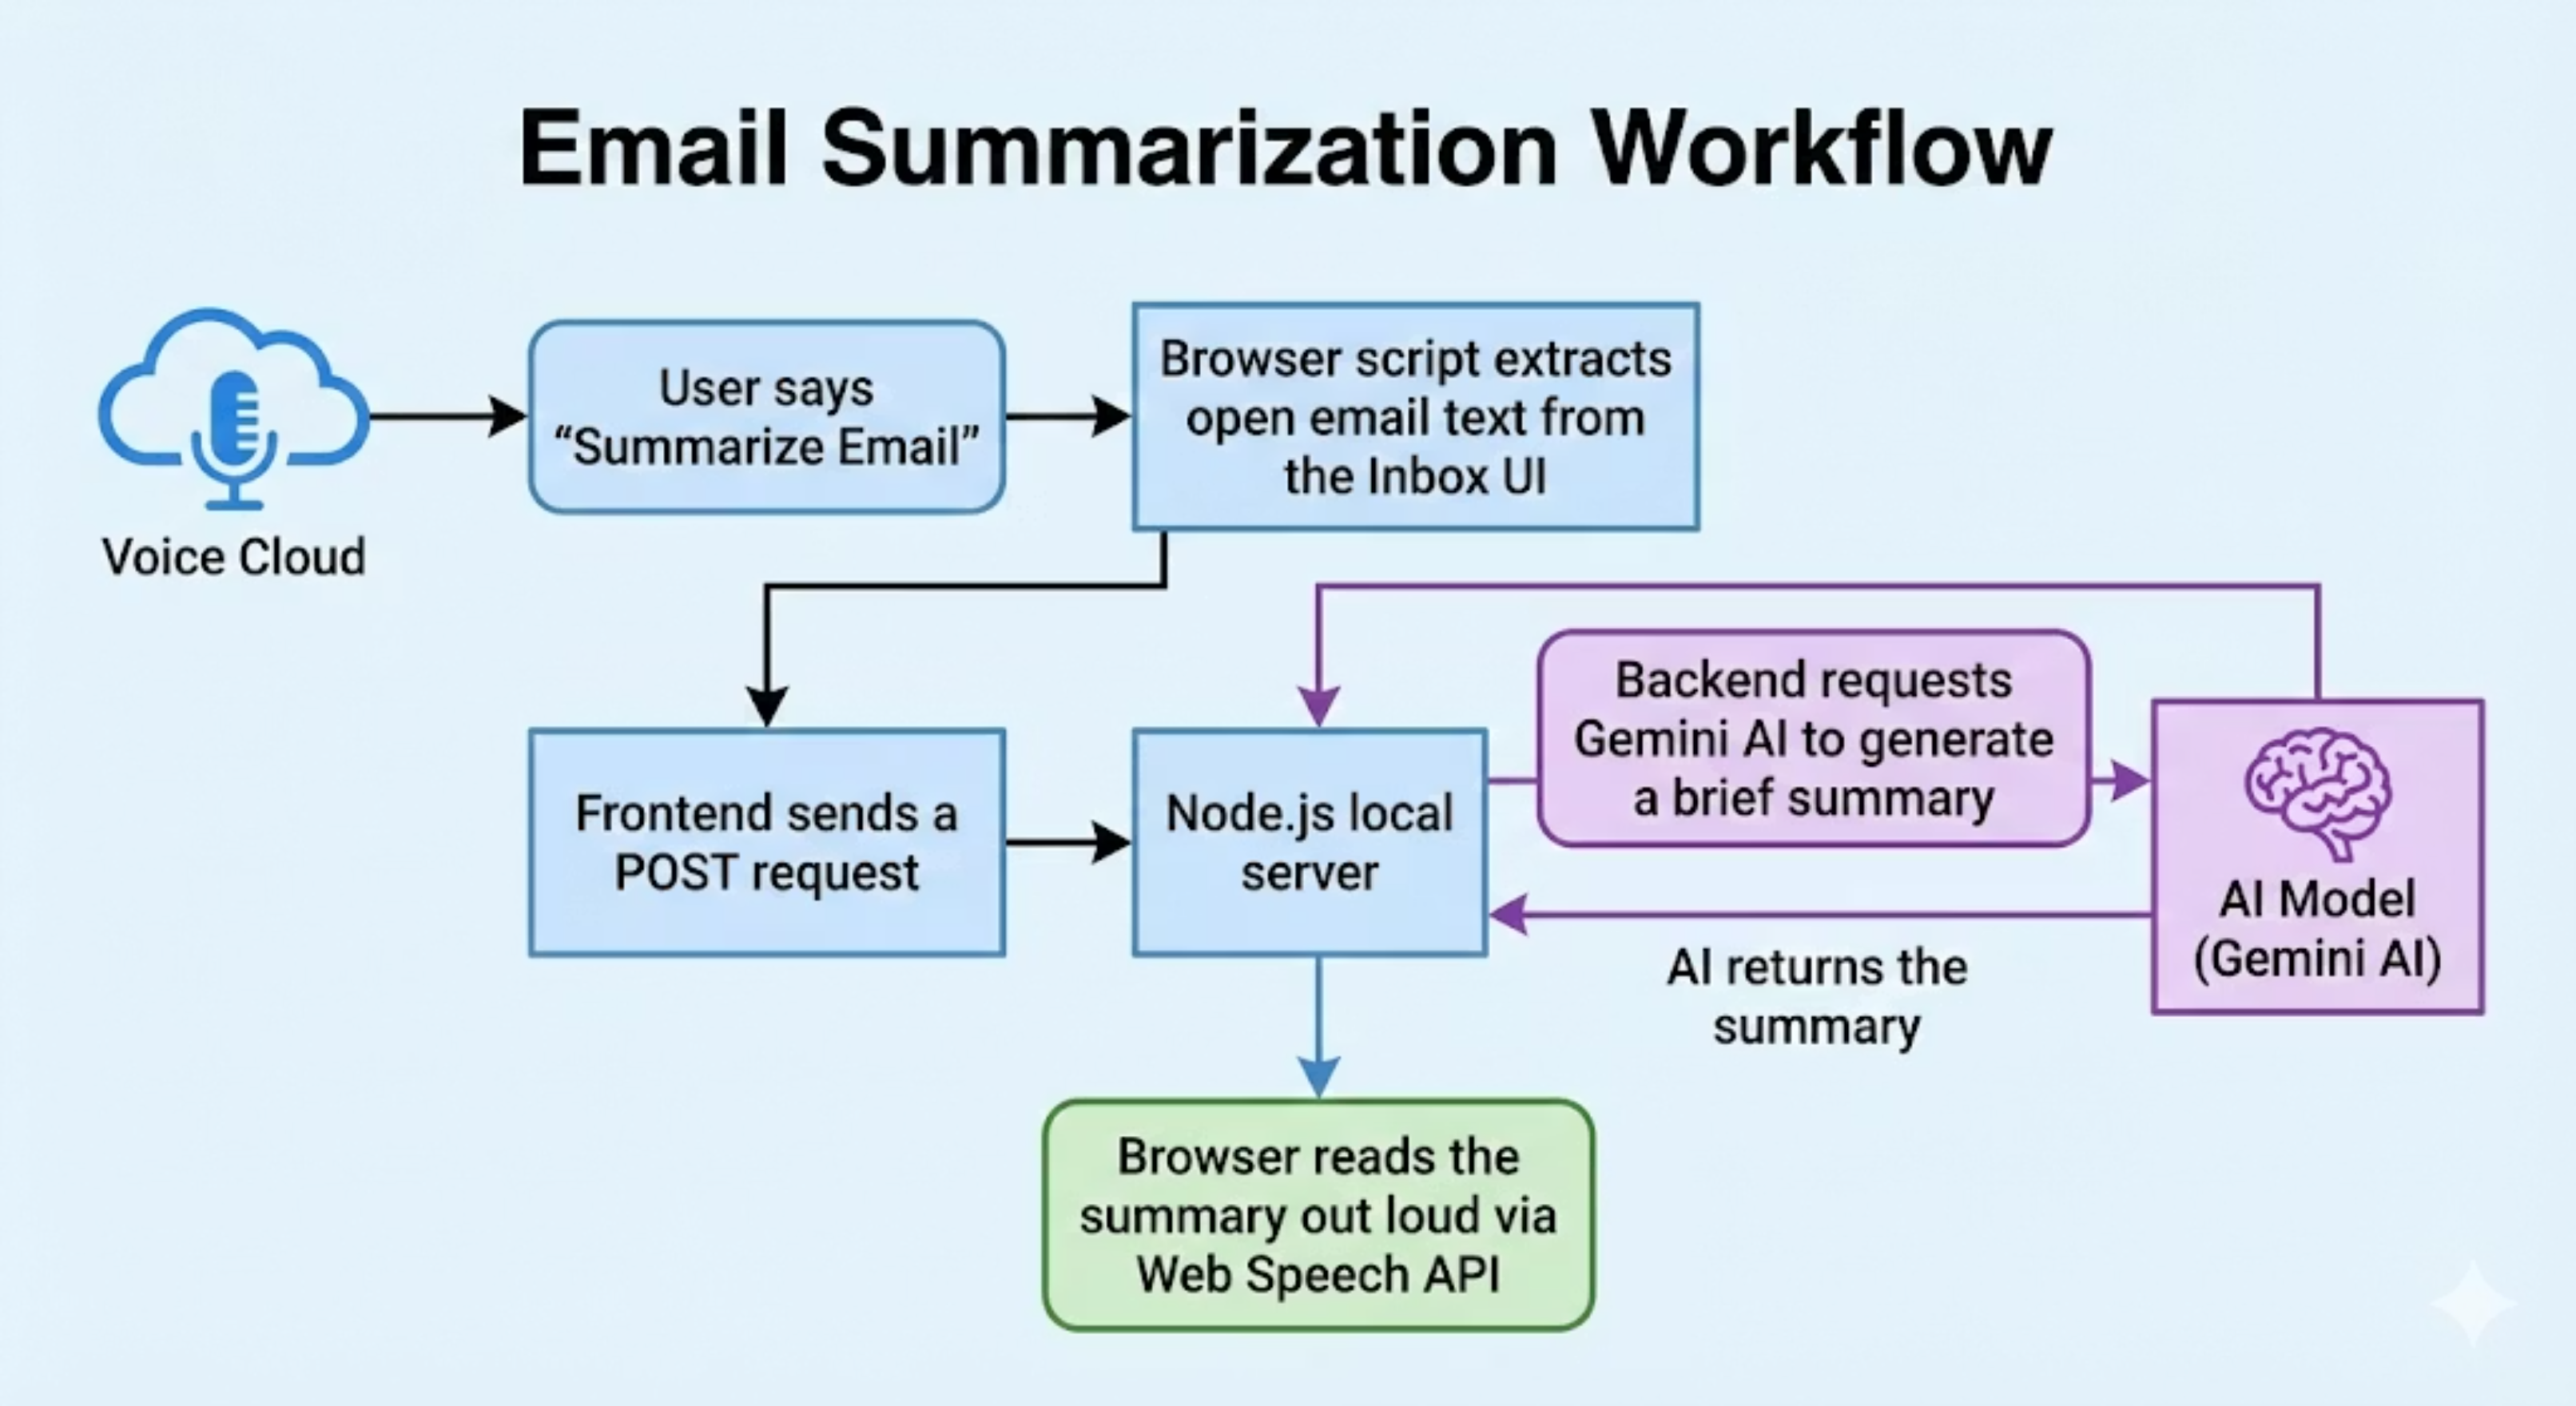 Email Summarization Workflow
Voice Cloud
User says
“Summarize Email”
Browser script extracts
open email text from
the Inbox UI
Frontend sends a
POST request
Node.js local
server
Backend requests
Gemini AI to generate
a brief summary
AI Model
(Gemini AI)
AI returns the
summary
Browser reads the
summary out loud via
Web Speech API